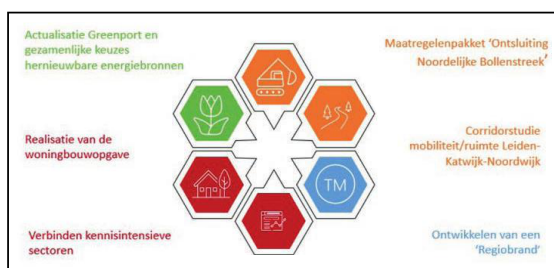 Actualisatie Greenport en
gezamenlijke keuzes
hernieuwbare energiebronnen
Maatregelenpakket 'Ontsluiting
Noordelijke Bollenstreek'
Realisatie van de
woningbouwopgave
Corridorstudie
mobiliteit/ruimte Leiden-
Katwijk-Noordwijk
TM
Verbinden kennisintensieve
sectoren
Ontwikkelen van een
'Regiobrand'